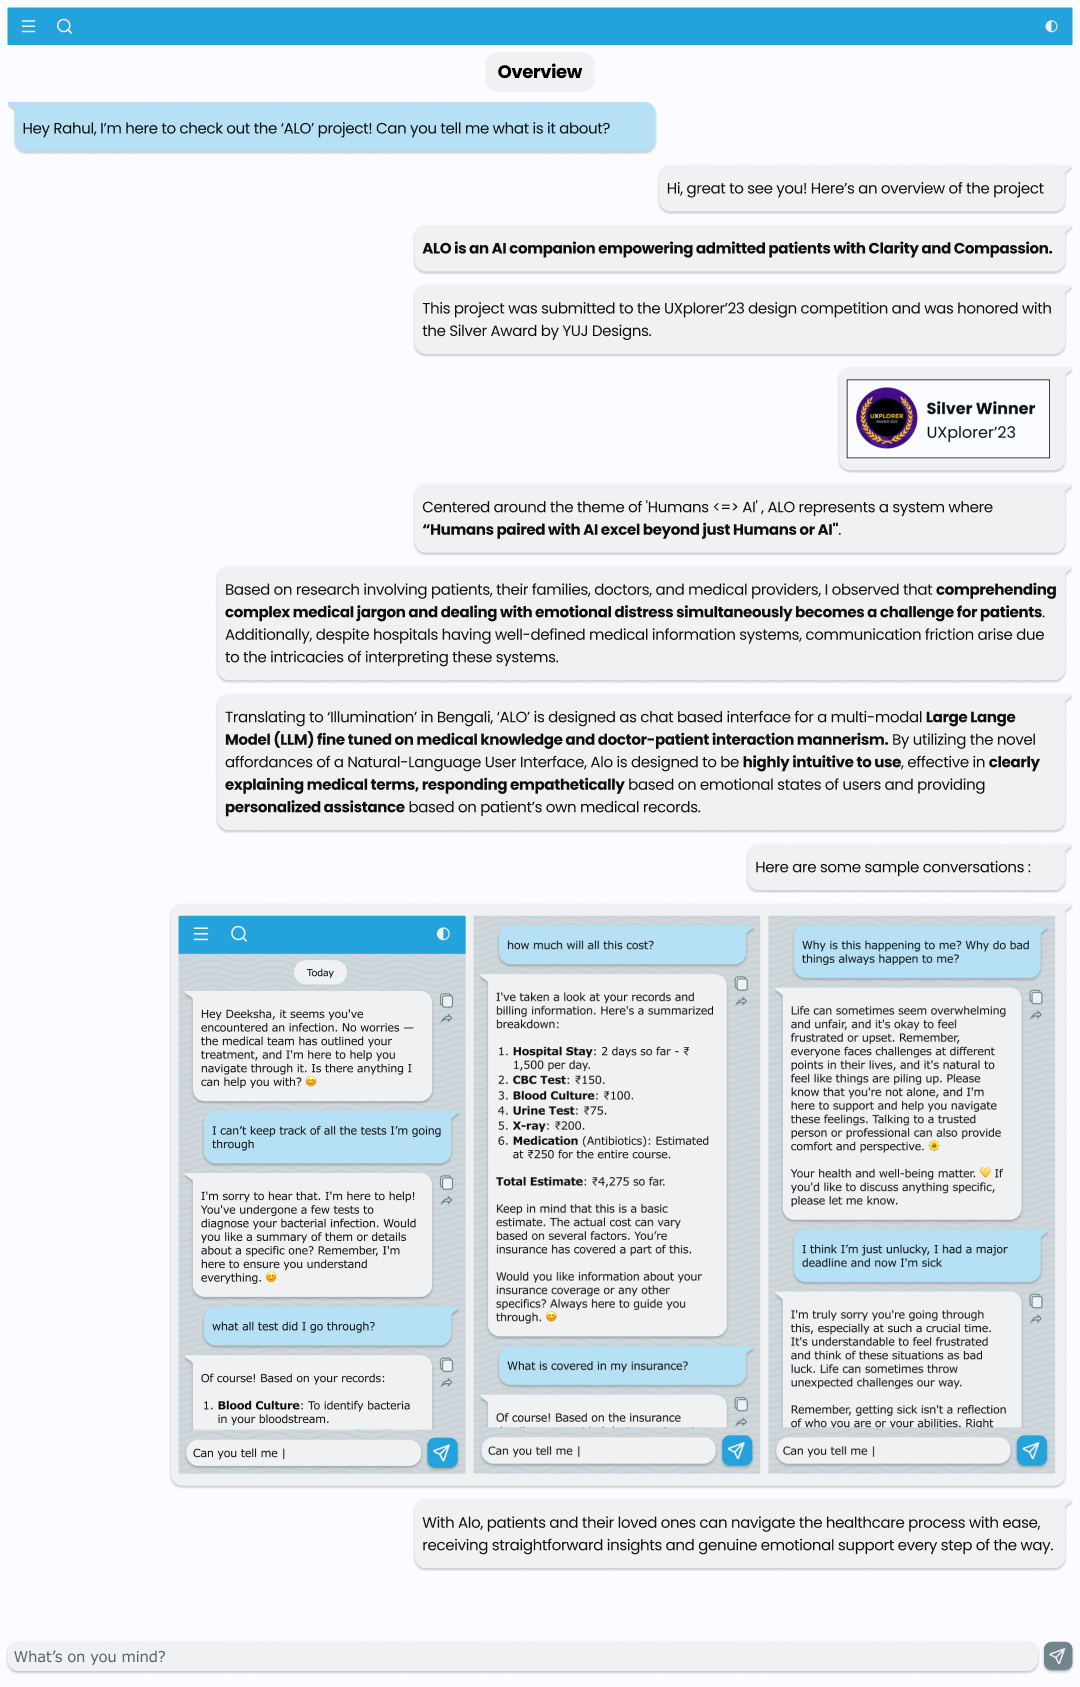 Overview
Hey Rahul, I’m here to check out the ‘ALO’ project! Can you tell me what is it about?
Hi, great to see you! Here’s an overview of the project
ALO is an AI companion empowering admitted patients with Clarity and Compassion.
This project was submitted to the UXplorer’23 design competition and was honored with
the Silver Award by YUJ Designs.
UXPLORER
AWARDS 2023
Silver Winner
UXplorer’23
Centered around the theme of 'Humans <=> AI' , ALO represents a system where
“Humans paired with AI excel beyond just Humans or AI".
Based on research involving patients, their families, doctors, and medical providers, I observed that comprehending
complex medical jargon and dealing with emotional distress simultaneously becomes a challenge for patients.
Additionally, despite hospitals having well-defined medical information systems, communication friction arise due
to the intricacies of interpreting these systems.
Translating to ‘Illumination’ in Bengali, ‘ALO’ is designed as chat based interface for a multi-modal Large Lange
Model (LLM) fine tuned on medical knowledge and doctor-patient interaction mannerism. By utilizing the novel
affordances of a Natural-Language User Interface, Alo is designed to be highly intuitive to use, effective in clearly
explaining medical terms, responding empathetically based on emotional states of users and providing
personalized assistance based on patient’s own medical records.
Here are some sample conversations :
Today
Hey Deeksha, it seems you've
encountered an infection. No worries —
the medical team has outlined your
treatment, and I'm here to help you
navigate through it. Is there anything I
can help you with? 😊
I can’t keep track of all the tests I’m going
through
I'm sorry to hear that. I'm here to help!
You've undergone a few tests to
diagnose your bacterial infection. Would
you like a summary of them or details
about a specific one? Remember, I'm
here to ensure you understand
everything. 😊
what all test did I go through?
Of course! Based on your records:
1. Blood Culture: To identify bacteria
in your bloodstream.
Can you tell me |
how much will all this cost?
I've taken a look at your records and
billing information. Here's a summarized
breakdown:
1. Hospital Stay: 2 days so far - ₹
1,500 per day.
2. CBC Test: ₹150.
3. Blood Culture: ₹100.
4. Urine Test: ₹75.
5. X-ray: ₹200.
6. Medication (Antibiotics): Estimated
at ₹250 for the entire course.
Total Estimate: ₹4,275 so far.
Keep in mind that this is a basic
estimate. The actual cost can vary
based on several factors. You’re
insurance has covered a part of this.
Would you like information about your
insurance coverage or any other
specifics? Always here to guide you
through. 😊
What is covered in my insurance?
Of course! Based on the insurance
Can you tell me |
Why is this happening to me? Why do bad
things always happen to me?
Life can sometimes seem overwhelming
and unfair, and it's okay to feel
frustrated or upset. Remember,
everyone faces challenges at different
points in their lives, and it's natural to
feel like things are piling up. Please
know that you're not alone, and I'm
here to support and help you navigate
these feelings. Talking to a trusted
person or professional can also provide
comfort and perspective. 🌼
Your health and well-being matter. 💛 If
you'd like to discuss anything specific,
please let me know.
I think I’m just unlucky, I had a major
deadline and now I'm sick
I'm truly sorry you're going through
this, especially at such a crucial time.
It's understandable to feel frustrated
and think of these situations as bad
luck. Life can sometimes throw
unexpected challenges our way.
Remember, getting sick isn't a reflection
of who you are or your abilities. Right
Can you tell me |
With Alo, patients and their loved ones can navigate the healthcare process with ease,
receiving straightforward insights and genuine emotional support every step of the way.
What’s on you mind?